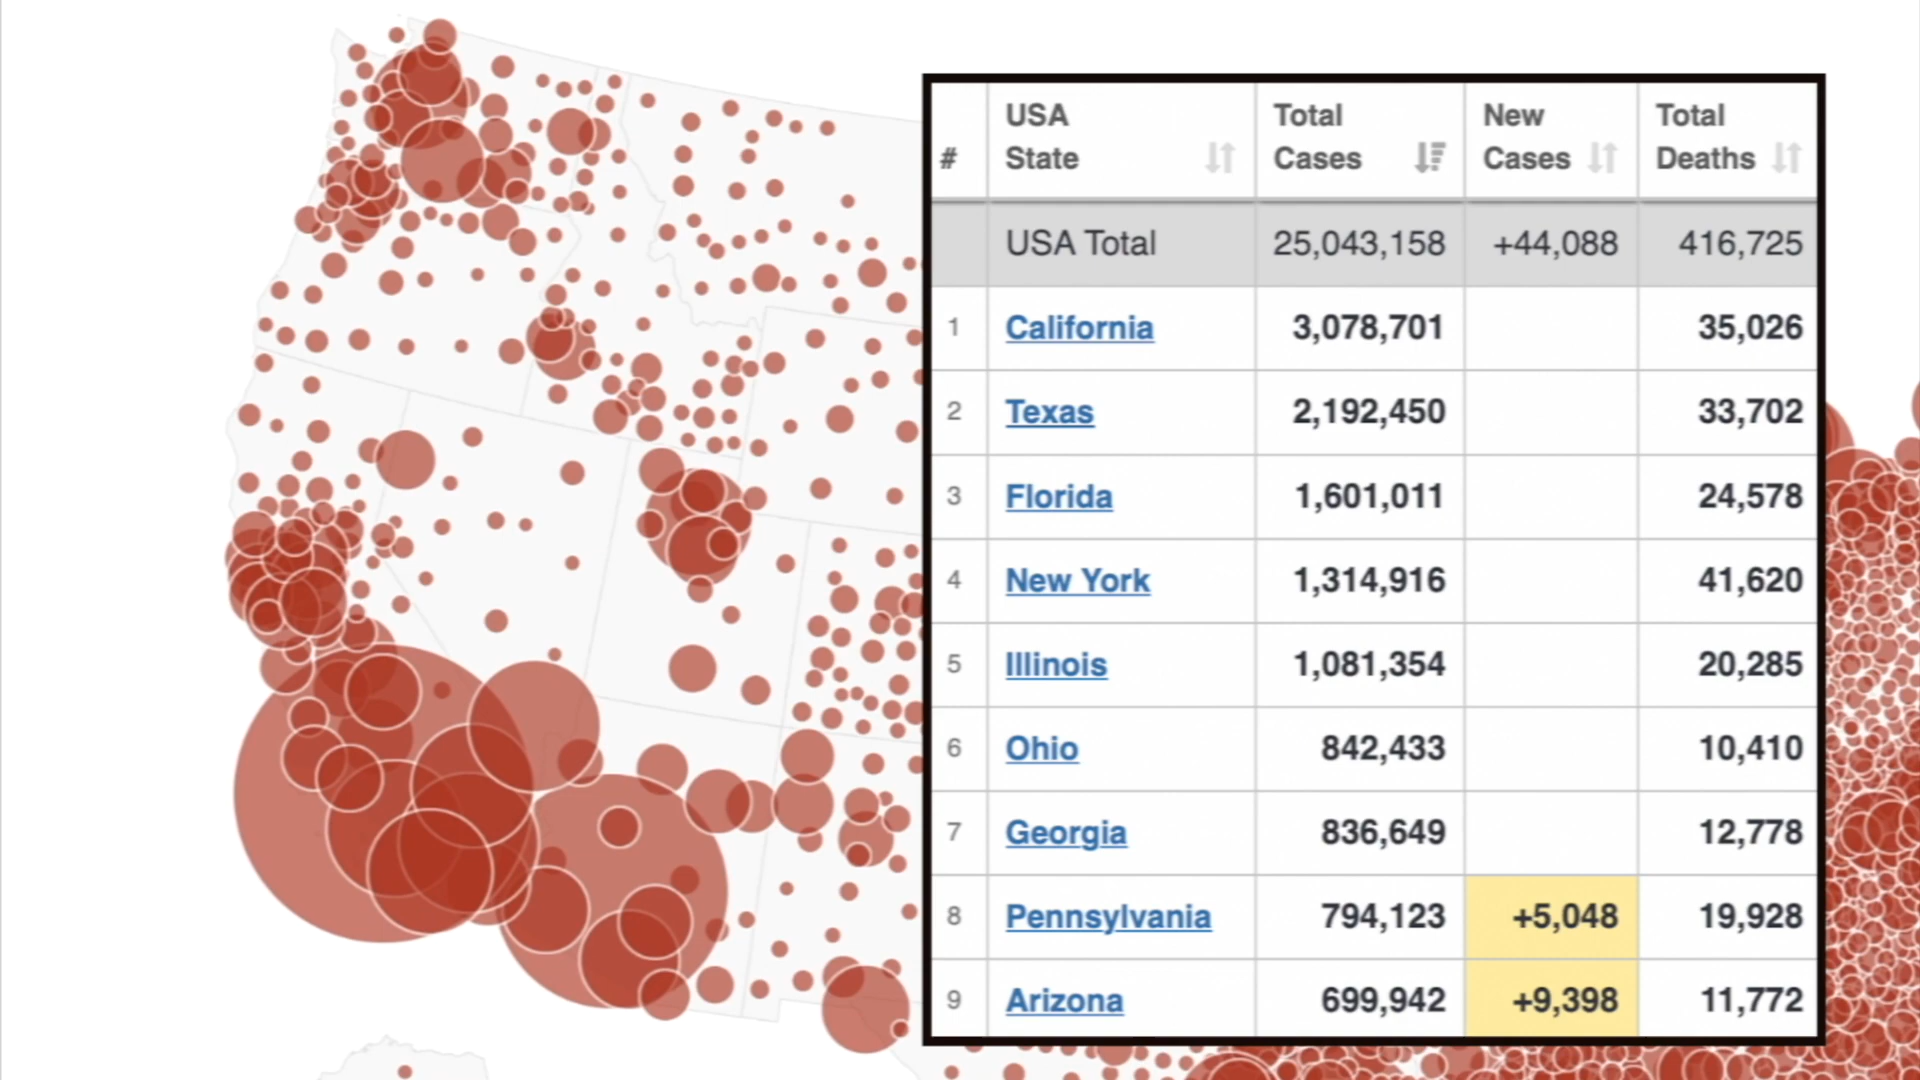 # USA State Total Cases New Cases Total Deaths
USA Total 25,043,158 +44,088 416,725
1 California 3,078,701 35,026
2 Texas 2,192,450 33,702
3 Florida 1,601,011 24,578
4 New York 1,314,916 41,620
5 Illinois 1,081,354 20,285
6 Ohio 842,433 10,410
7 Georgia 836,649 12,778
8 Pennsylvania 794,123 +5,048 19,928
9 Arizona 699,942 +9,398 11,772